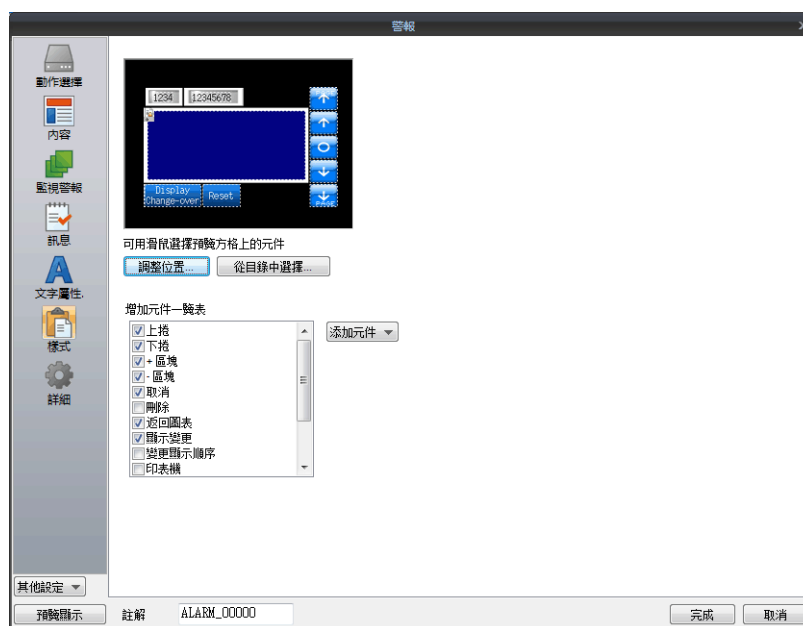 警報
動作選擇
內容
監視警報
訊息
文字屬性.
樣式
詳細
其他設定
預覽顯示
1234 12345678
Display
Change-over
Reset
PAGE
可用滑鼠選擇預覽方格上的元件
調整位置...
從目錄中選擇...
增加元件一覽表
上捲
下捲
+ 區塊
- 區塊
取消
刪除
返回圖表
顯示變更
變更顯示順序
印表機
添加元件
註解 ALARM_00000
完成 取消